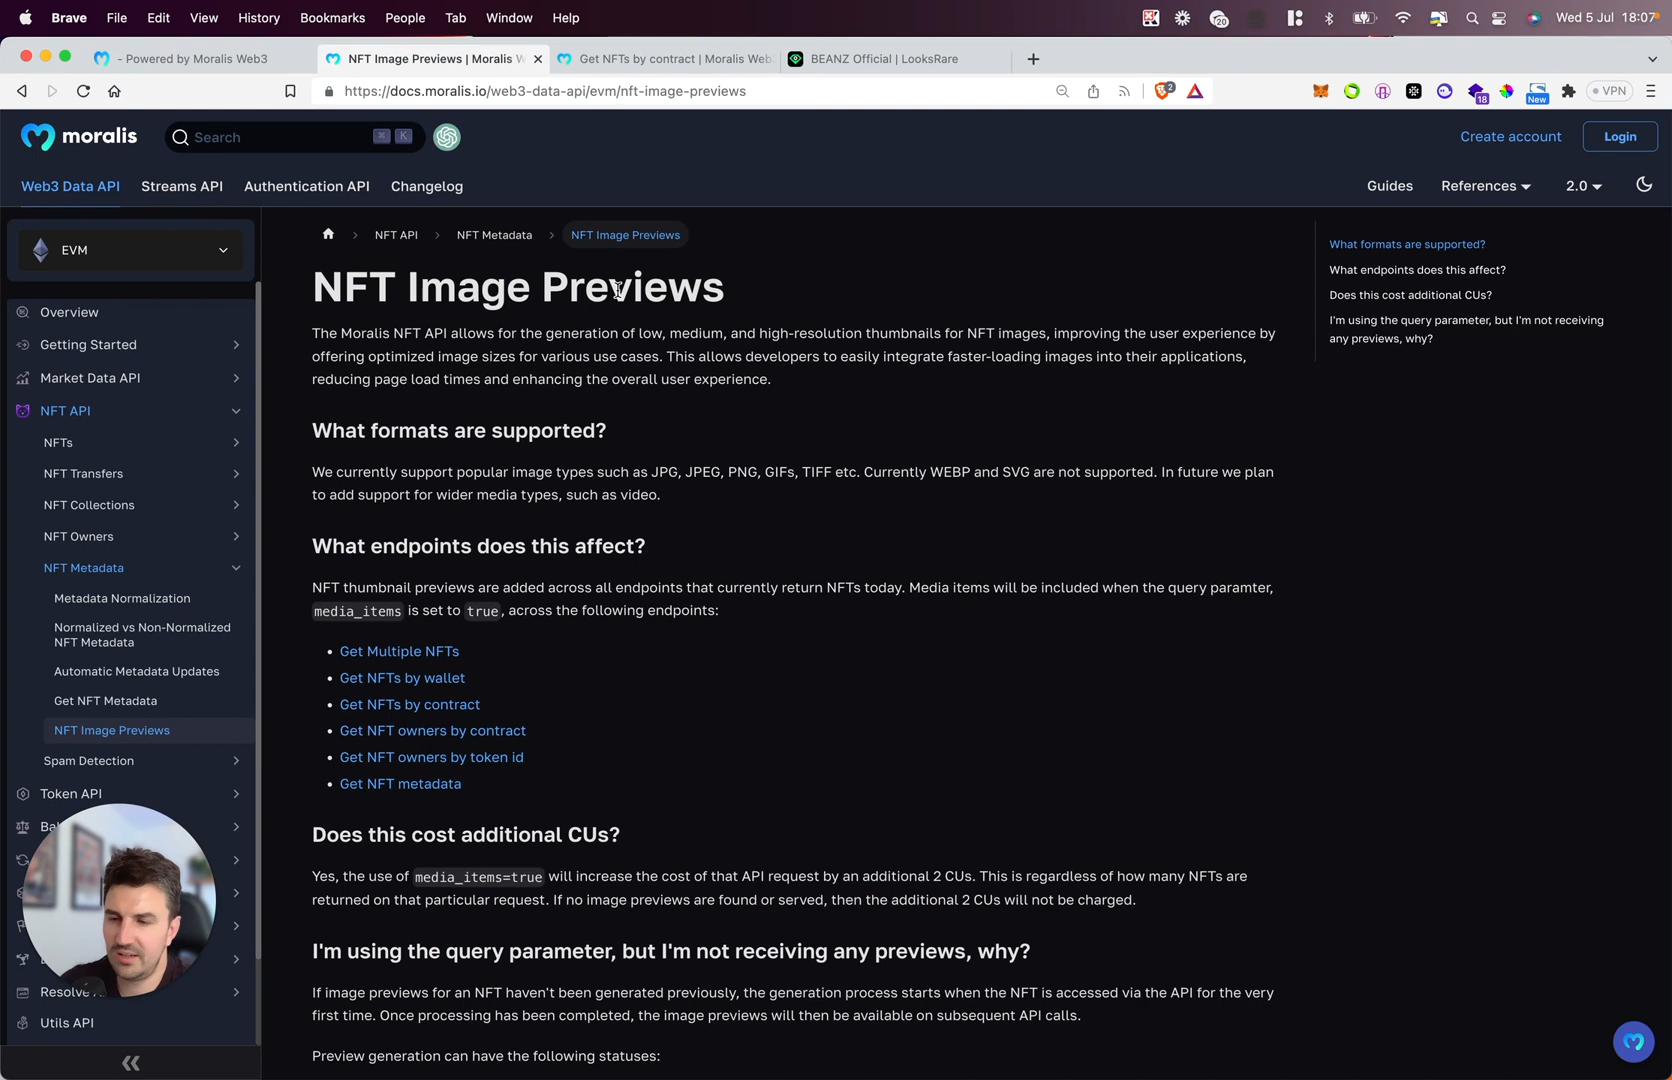 Brave File Edit View History Bookmarks People Tab Window Help
20
Wed 5 Jul 18:07
- Powered by Moralis Web3
NFT Image Previews | Moralis W
Get NFTs by contract | Moralis Web
BEANZ Official | LooksRare
https://docs.moralis.io/web3-data-api/evm/nft-image-previews
2
18
New
VPN
moralis
Search
⌘ K
Create account
Login
Web3 Data API
Streams API
Authentication API
Changelog
Guides
References
2.0
EVM
Overview
Getting Started
Market Data API
NFT API
NFTs
NFT Transfers
NFT Collections
NFT Owners
NFT Metadata
Metadata Normalization
Normalized vs Non-Normalized
NFT Metadata
Automatic Metadata Updates
Get NFT Metadata
NFT Image Previews
Spam Detection
Token API
Ba
Resolve A
Utils API
NFT API > NFT Metadata > NFT Image Previews
NFT Image Previews
The Moralis NFT API allows for the generation of low, medium, and high-resolution thumbnails for NFT images, improving the user experience by
offering optimized image sizes for various use cases. This allows developers to easily integrate faster-loading images into their applications,
reducing page load times and enhancing the overall user experience.
What formats are supported?
We currently support popular image types such as JPG, JPEG, PNG, GIFs, TIFF etc. Currently WEBP and SVG are not supported. In future we plan
to add support for wider media types, such as video.
What endpoints does this affect?
NFT thumbnail previews are added across all endpoints that currently return NFTs today. Media items will be included when the query paramter,
media_items is set to true, across the following endpoints:
• Get Multiple NFTs
• Get NFTs by wallet
• Get NFTs by contract
• Get NFT owners by contract
• Get NFT owners by token id
• Get NFT metadata
Does this cost additional CUs?
Yes, the use of media_items=true will increase the cost of that API request by an additional 2 CUs. This is regardless of how many NFTs are
returned on that particular request. If no image previews are found or served, then the additional 2 CUs will not be charged.
I'm using the query parameter, but I'm not receiving any previews, why?
If image previews for an NFT haven't been generated previously, the generation process starts when the NFT is accessed via the API for the very
first time. Once processing has been completed, the image previews will then be available on subsequent API calls.
Preview generation can have the following statuses:
What formats are supported?
What endpoints does this affect?
Does this cost additional CUs?
I'm using the query parameter, but I'm not receiving
any previews, why?